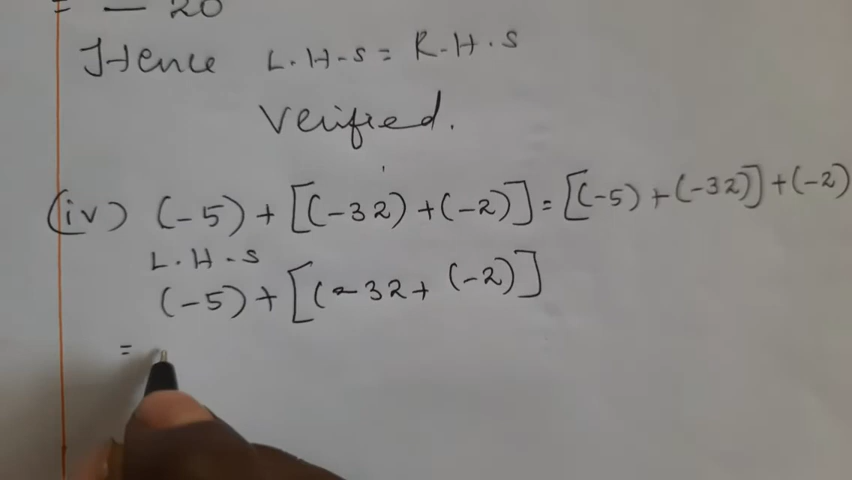 = - 20
Hence L.H-S = R.H.S
Verified.
(iv) (-5) + [(-32) + (-2)] = [(-5) + (-32)] + (-2)
L.H-S
(-5) + [(-32 + (-2)]
=